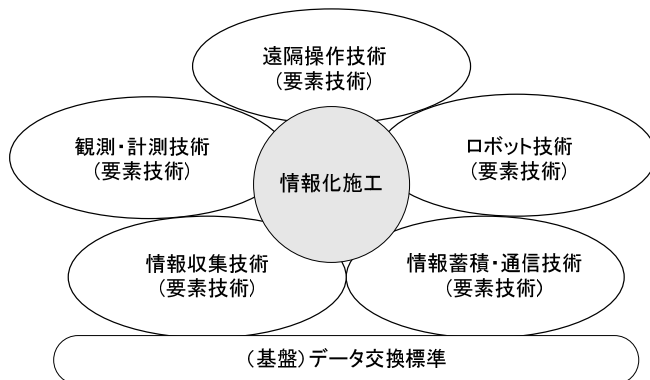 遠隔操作技術
(要素技術)
観測・計測技術
(要素技術)
ロボット技術
(要素技術)
情報化施工
情報収集技術
(要素技術)
情報蓄積・通信技術
(要素技術)
(基盤)データ交換標準